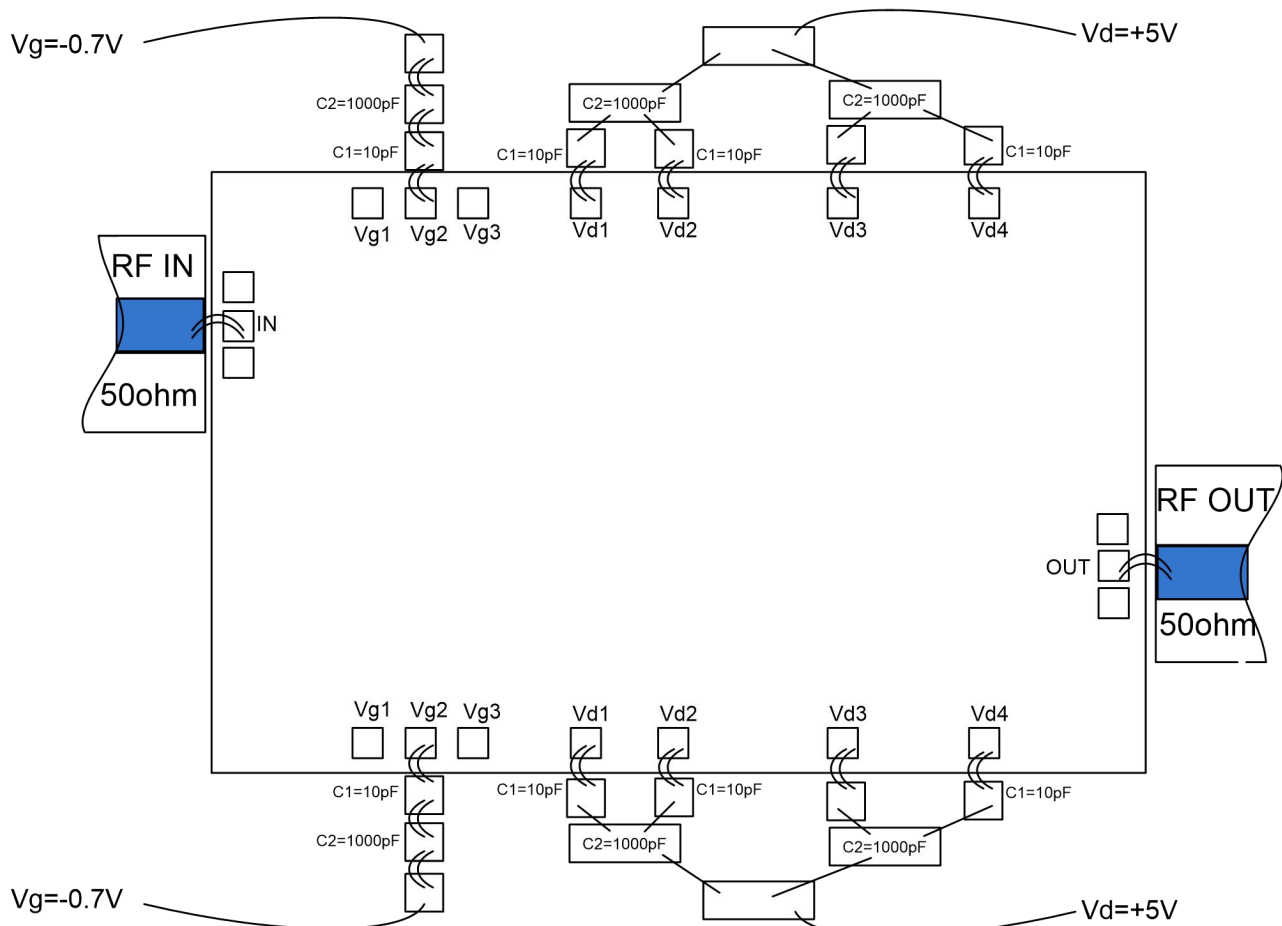 Vg=-0.7V
Vd=+5V
C2=1000pF
C2=1000pF
C2=1000pF
C1=10pF
C1=10pF
C1=10pF
C1=10pF
Vg1
Vg2
Vg3
Vd1
Vd2
Vd3
Vd4
RF IN
IN
50ohm
RF OUT
OUT
50ohm
Vg1
Vg2
Vg3
Vd1
Vd2
Vd3
Vd4
C1=10pF
C1=10pF
C1=10pF
C1=10pF
C2=1000pF
C2=1000pF
C2=1000pF
Vg=-0.7V
Vd=+5V